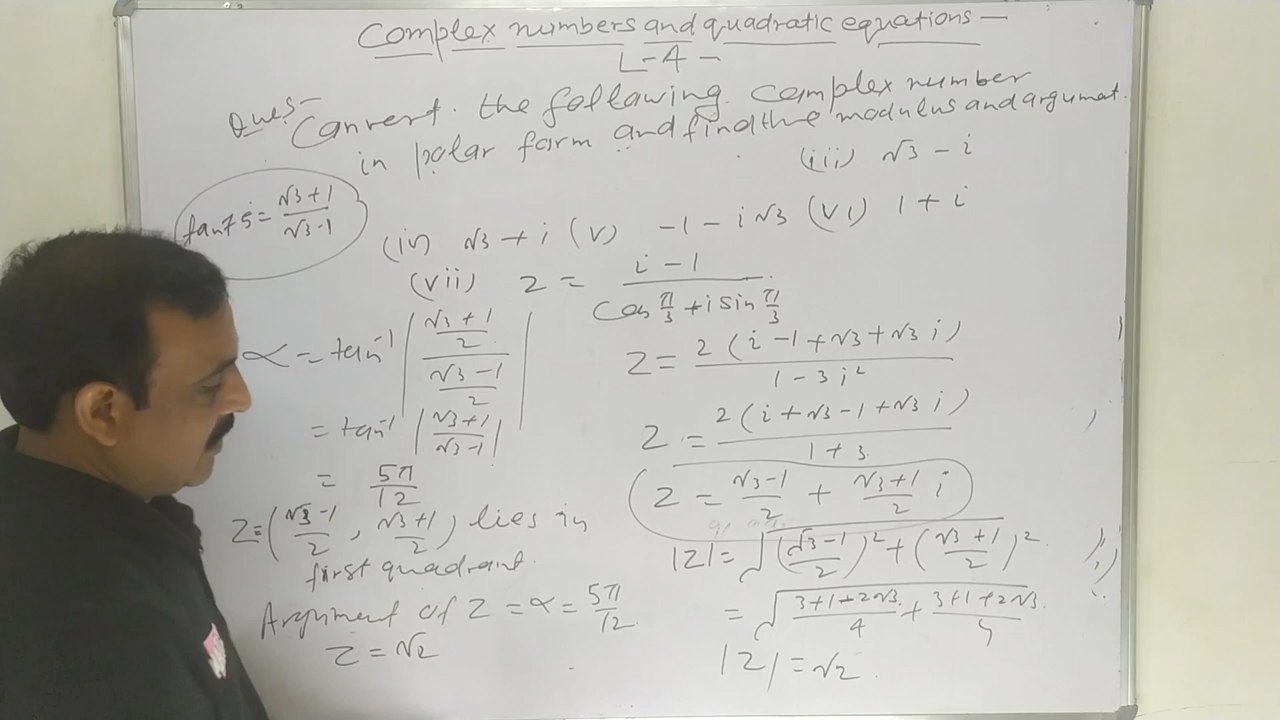 Complex numbers and quadratic equations —
L-4 -
Ques- Convert the following complex number
in polar form and find the modulus and argumat.
(iii) √3 - i
tan75 = (√3+1)/(√3-1)
(iv) √3 + i (v) -1 - i√3 (vi) 1 + i
(vii) z = (i - 1)/(Cos π/3 + i Sin π/3)
α = tan⁻¹ |((√3+1)/2)/((√3-1)/2)|
= tan⁻¹ |(√3+1)/(√3-1)|
= 5π/12
z = ((√3-1)/2, (√3+1)/2) lies in
first quadrant.
Argument of z = α = 5π/12
z = √2
z = 2(i - 1 + √3 + √3 i)/(1 - 3i²)
z = 2(i + √3 - 1 + √3 i)/(1 + 3)
z = (√3-1)/2 + (√3+1)/2 i
|z| = √(((√3-1)/2)² + ((√3+1)/2)²)
= √((3+1-2√3)/4 + (3+1+2√3)/4)
|z| = √2.